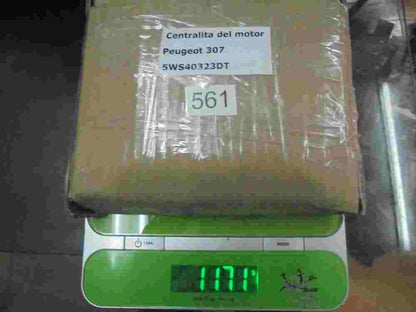 Centralita del motor
Peugeot 307
5WS40323DT
561
TARE
MODE
1171